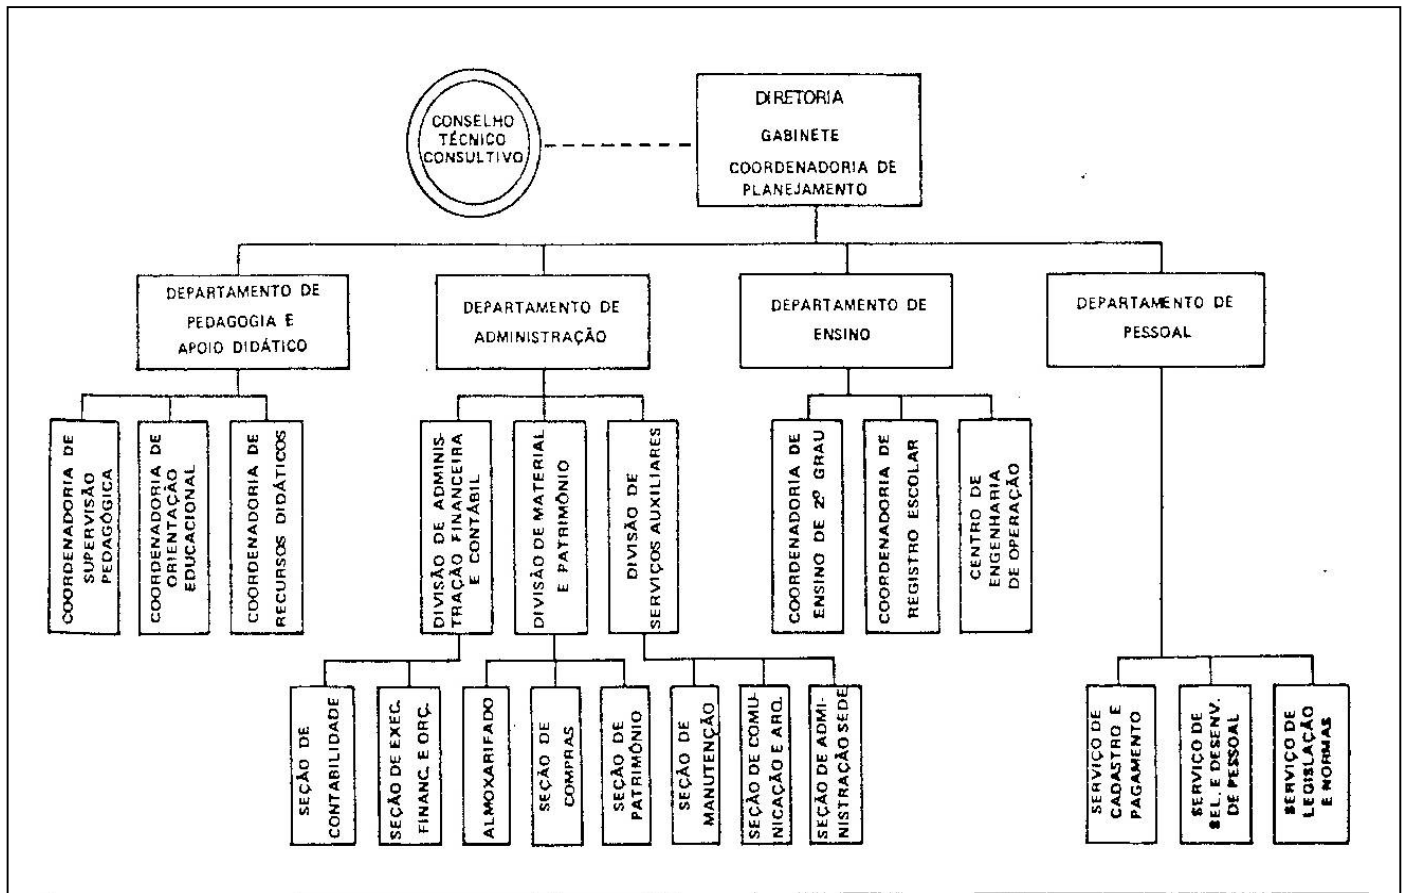 CONSELHO
TÉCNICO
CONSULTIVO
DIRETORIA
GABINETE
COORDENADORIA DE
PLANEJAMENTO
DEPARTAMENTO DE
PEDAGOGIA E
APOIO DIDÁTICO
DEPARTAMENTO DE
ADMINISTRAÇÃO
DEPARTAMENTO DE
ENSINO
DEPARTAMENTO DE
PESSOAL
COORDENADORIA DE
SUPERVISÃO
PEDAGÓGICA
COORDENADORIA DE
ORIENTAÇÃO
EDUCACIONAL
COORDENADORIA DE
RECURSOS DIDÁTICOS
DIVISÃO DE ADMINIS-
TRAÇÃO FINANCEIRA
E CONTÁBIL
DIVISÃO DE MATERIAL
E PATRIMÔNIO
DIVISÃO DE
SERVIÇOS AUXILIARES
COORDENADORIA DE
ENSINO DE 2º GRAU
COORDENADORIA DE
REGISTRO ESCOLAR
CENTRO DE
ENGENHARIA
DE OPERAÇÃO
SEÇÃO DE
CONTABILIDADE
SEÇÃO DE EXEC.
FINANC. E ORÇ.
ALMOXARIFADO
SEÇÃO DE
COMPRAS
SEÇÃO DE
PATRIMÔNIO
SEÇÃO DE
MANUTENÇÃO
SEÇÃO DE COMU-
NICAÇÃO E ARQ.
SEÇÃO DE ADMI-
NISTRAÇÃO SEDE
SERVIÇO DE
CADASTRO E
PAGAMENTO
SERVIÇO DE
SEL. E DESENV.
DE PESSOAL
SERVIÇO DE
LEGISLAÇÃO
E NORMAS